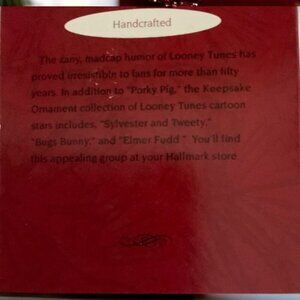 Handcrafted
The zany, madcap humor of Looney Tunes has
proved irresistible to fans for more than fifty
years. In addition to "Porky Pig," the Keepsake
Ornament collection of Looney Tunes cartoon
stars includes, "Sylvester and Tweety,"
"Bugs Bunny," and "Elmer Fudd" You'll find
this appealing group at your Hallmark store